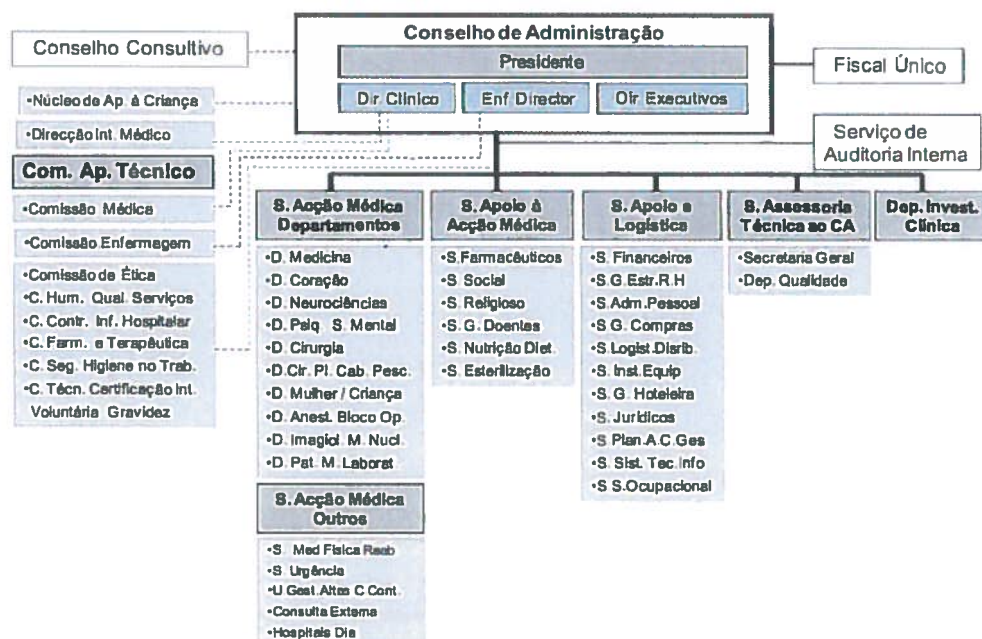 Conselho de Administração
Presidente
Dir Clinico
Enf Director
Dir Executivos
Conselho Consultivo
Fiscal Único
•Núcleo de Ap. à Criança
•Direcção Int. Médico
Serviço de
Auditoria Interna
Com. Ap. Técnico
•Comissão Médica
•Comissão Enfermagem
•Comissão de Ética
•C. Hum. Qual. Serviços
•C. Contr. Inf. Hospitalar
•C. Farm. e Terapêutica
•C. Seg. Higiene no Trab.
•C. Técn. Certificação Int.
Voluntária Gravidez
S. Acção Médica
Departamentos
•D. Medicina
•D. Coração
•D. Neurociências
•D. Psiq. S. Mental
•D. Cirurgia
•D.Cir. Pl. Cab. Pesc.
•D. Mulher / Criança
•D. Anest. Bloco Op.
•D. Imagiol. M. Nucl.
•D. Pat. M. Laborat
S. Acção Médica
Outros
•S. Med Fisica Reab
•S. Urgência
•U Gest.Altas C Cont.
•Consulta Externa
•Hospitais Dia
S. Apoio à
Acção Médica
•S.Farmacêuticos
•S. Social
•S. Religioso
•S. G. Doentes
•S. Nutrição Diet.
•S. Esterilização
S. Apoio e
Logística
•S. Financeiros
•S.G.Estr.R.H
•S. Adm.Pessoal
•S G. Compras
•S.Logist.Distrib.
•S. Inst.Equip
•S. G. Hoteleira
•S. Jurídicos
•S Plan.A.C.Ges
•S. Sist. Tec.Info
•S S.Ocupacional
S. Assessoria
Técnica ao CA
•Secretaria Geral
•Dep. Qualidade
Dep. Invest.
Clínica